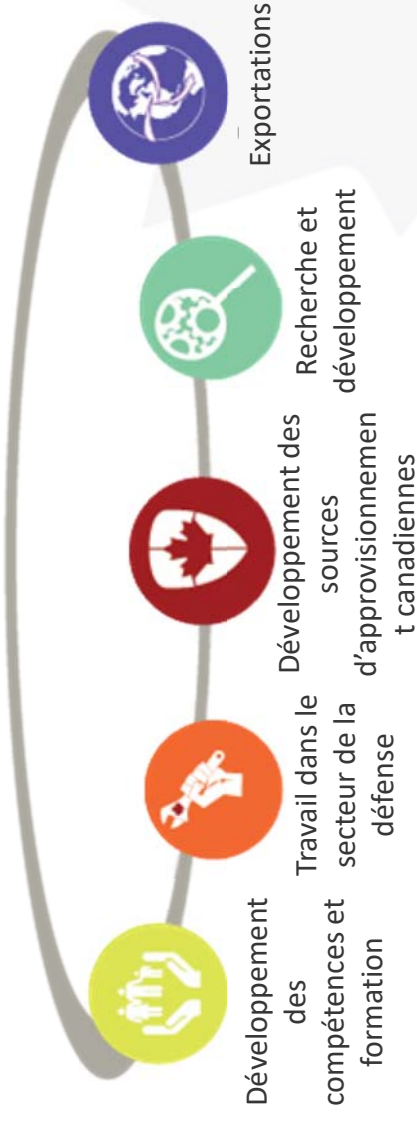 Développement
des
compétences et
formation
Travail dans le
secteur de la
défense
Développement des
sources
d'approvisionnemen
t canadiennes
Recherche et
développement
Exportations